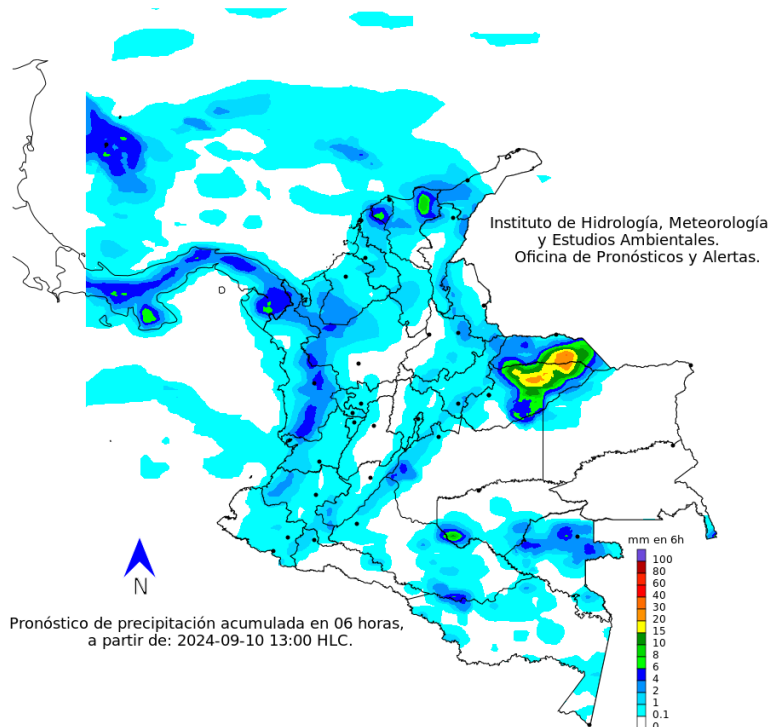 Instituto de Hidrología, Meteorología
y Estudios Ambientales.
Oficina de Pronósticos y Alertas.
D
N
Pronóstico de precipitación acumulada en 06 horas,
a partir de: 2024-09-10 13:00 HLC.
mm en 6h
100
80
60
40
30
20
15
10
8
6
4
2
1
0.1
0